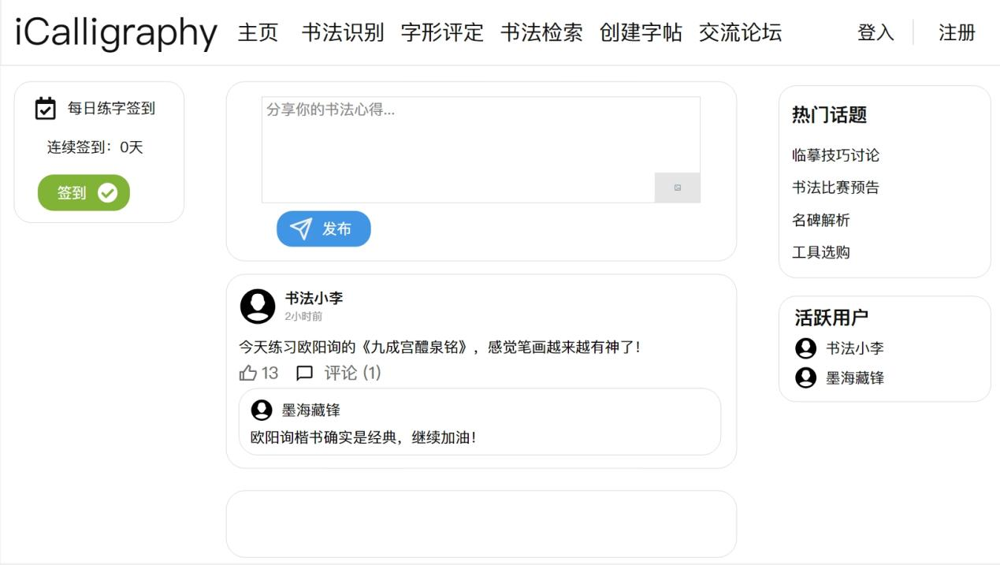 iCalligraphy 主页 书法识别 字形评定 书法检索 创建字帖 交流论坛 登入 注册
每日练字签到
连续签到：0天
签到
分享你的书法心得...
发布
书法小李
2小时前
今天练习欧阳询的《九成宫醴泉铭》，感觉笔画越来越有神了！
13 评论 (1)
墨海藏锋
欧阳询楷书确实是经典，继续加油！
热门话题
临摹技巧讨论
书法比赛预告
名碑解析
工具选购
活跃用户
书法小李
墨海藏锋